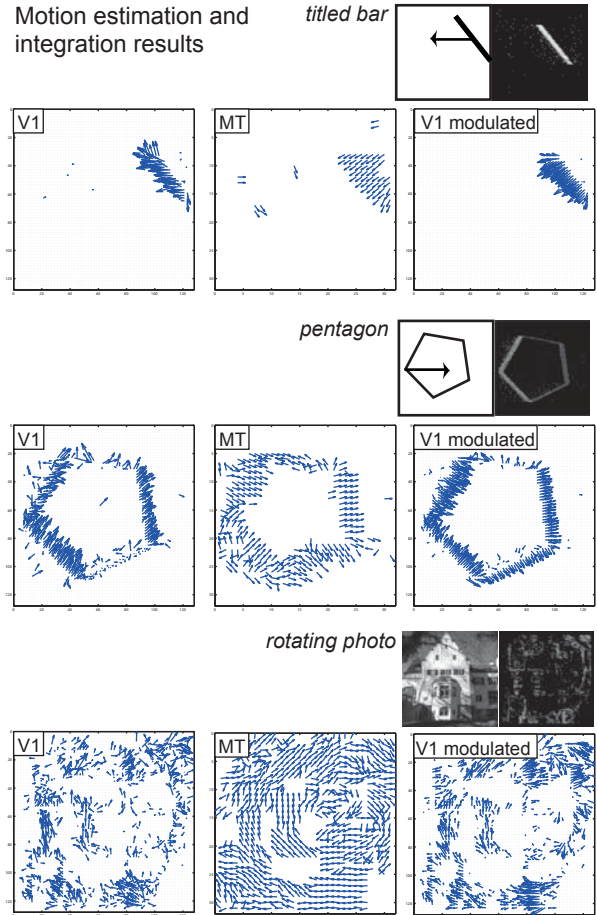 Motion estimation and
integration results
titled bar
V1
MT
V1 modulated
pentagon
V1
MT
V1 modulated
rotating photo
V1
MT
V1 modulated